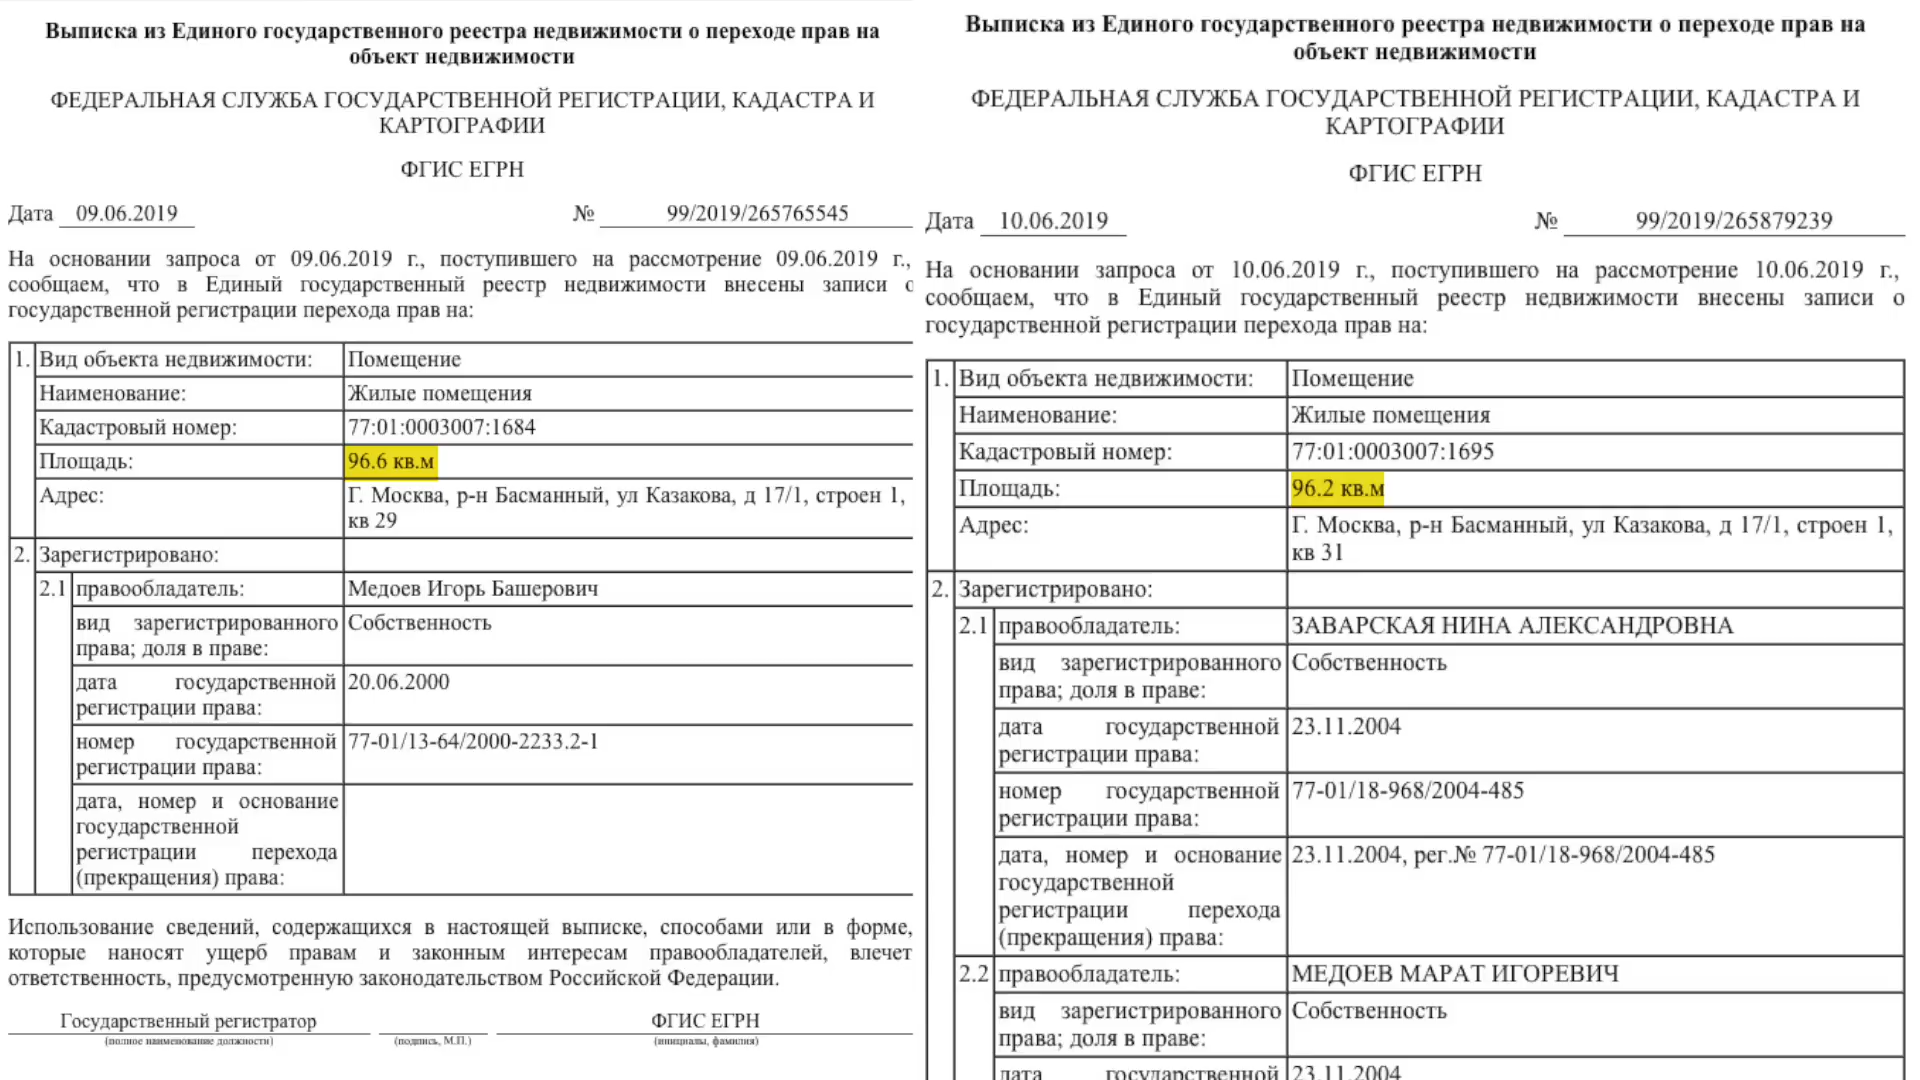 Выписка из Единого государственного реестра недвижимости о переходе прав на
объект недвижимости
ФЕДЕРАЛЬНАЯ СЛУЖБА ГОСУДАРСТВЕННОЙ РЕГИСТРАЦИИ, КАДАСТРА И
КАРТОГРАФИИ
ФГИС ЕГРН
Дата 09.06.2019 № 99/2019/265765545
На основании запроса от 09.06.2019 г., поступившего на рассмотрение 09.06.2019 г.,
сообщаем, что в Единый государственный реестр недвижимости внесены записи о
государственной регистрации перехода прав на:
1. Вид объекта недвижимости: Помещение
Наименование: Жилые помещения
Кадастровый номер: 77:01:0003007:1684
Площадь: 96.6 кв.м
Адрес: Г. Москва, р-н Басманный, ул Казакова, д 17/1, строен 1,
кв 29
2. Зарегистрировано:
2.1 правообладатель: Медоев Игорь Башерович
вид зарегистрированного Собственность
права; доля в праве:
дата государственной 20.06.2000
регистрации права:
номер государственной 77-01/13-64/2000-2233.2-1
регистрации права:
дата, номер и основание
государственной
регистрации перехода
(прекращения) права:
Использование сведений, содержащихся в настоящей выписке, способами или в форме,
которые наносят ущерб правам и законным интересам правообладателей, влечет
ответственность, предусмотренную законодательством Российской Федерации.
Государственный регистратор ФГИС ЕГРН
(полное наименование должности) (подпись, М.П.) (инициалы, фамилия)
Выписка из Единого государственного реестра недвижимости о переходе прав на
объект недвижимости
ФЕДЕРАЛЬНАЯ СЛУЖБА ГОСУДАРСТВЕННОЙ РЕГИСТРАЦИИ, КАДАСТРА И
КАРТОГРАФИИ
ФГИС ЕГРН
Дата 10.06.2019 № 99/2019/265879239
На основании запроса от 10.06.2019 г., поступившего на рассмотрение 10.06.2019 г.,
сообщаем, что в Единый государственный реестр недвижимости внесены записи о
государственной регистрации перехода прав на:
1. Вид объекта недвижимости: Помещение
Наименование: Жилые помещения
Кадастровый номер: 77:01:0003007:1695
Площадь: 96.2 кв.м
Адрес: Г. Москва, р-н Басманный, ул Казакова, д 17/1, строен 1,
кв 31
2. Зарегистрировано:
2.1 правообладатель: ЗАВАРСКАЯ НИНА АЛЕКСАНДРОВНА
вид зарегистрированного Собственность
права; доля в праве:
дата государственной 23.11.2004
регистрации права:
номер государственной 77-01/18-968/2004-485
регистрации права:
дата, номер и основание 23.11.2004, рег.№ 77-01/18-968/2004-485
государственной
регистрации перехода
(прекращения) права:
2.2 правообладатель: МЕДОЕВ МАРАТ ИГОРЕВИЧ
вид зарегистрированного Собственность
права; доля в праве:
дата государственной 23.11.2004